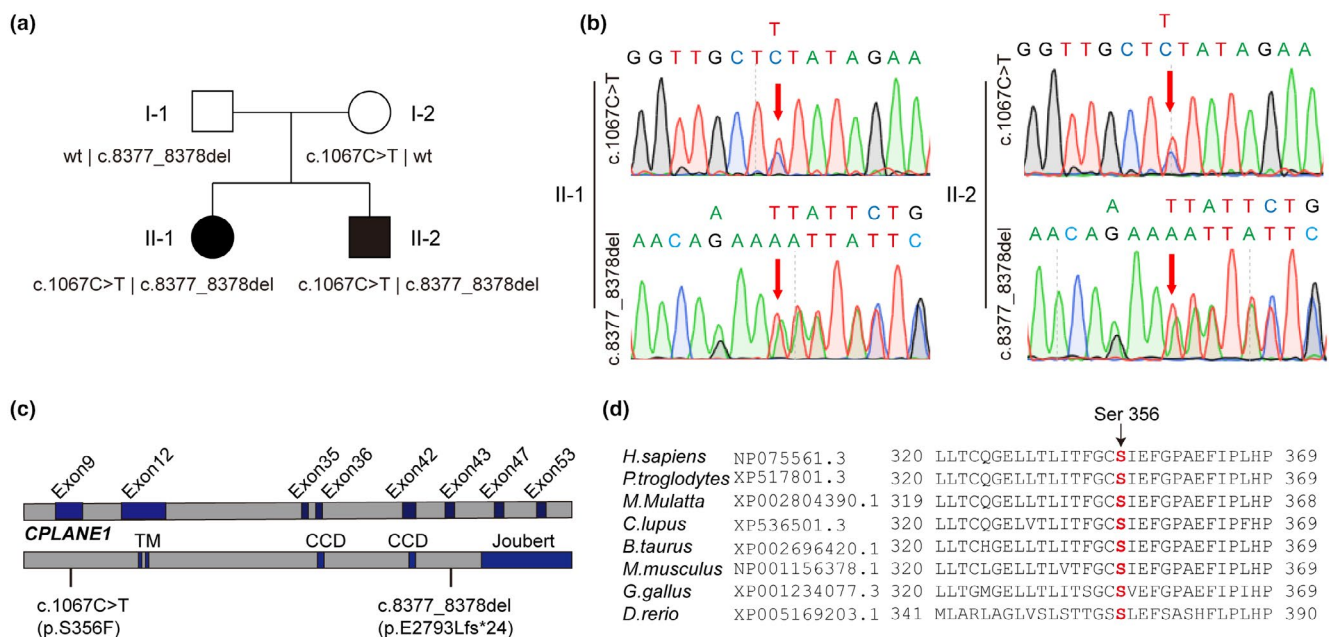 (a)
I-1
I-2
wt | c.8377_8378del
c.1067C>T | wt
II-1
II-2
c.1067C>T | c.8377_8378del
c.1067C>T | c.8377_8378del
(b)
II-1
c.1067C>T
T
G G T T G C T C T A T A G A A
c.8377_8378del
A T T A T T C T G
A A C A G A A A A T T A T T C
II-2
c.1067C>T
T
G G T T G C T C T A T A G A A
c.8377_8378del
A T T A T T C T G
A A C A G A A A A T T A T T C
(c)
Exon9 Exon12 Exon35 Exon36 Exon42 Exon43 Exon47 Exon53
CPLANE1
TM CCD CCD Joubert
c.1067C>T c.8377_8378del
(p.S356F) (p.E2793Lfs*24)
(d)
Ser 356
H.sapiens NP075561.3 320 LLTCQGELLTLITFGCSIEFGPAEFIPLHP 369
P.troglodytes XP517801.3 320 LLTCQGELLTLITFGCSIEFGPAEFIPLHP 369
M.Mulatta XP002804390.1 319 LLTCQGELLTLITFGCSIEFGPAEFIPLHP 368
C.lupus XP536501.3 320 LLTCQGELVTLITFGCSIEFGPAEFIPFHP 369
B.taurus XP002696420.1 320 LLTCHGELLTLITFGCSIEFGPAEFIPLHP 369
M.musculus NP001156378.1 320 LLTCQGELLTLVTFGCSIEFGPAEFIPLHP 369
G.gallus XP001234077.3 320 LLTGMGELLTLITSGCSVEFGPAEFIPIHP 369
D.rerio XP005169203.1 341 MLARLAGLVSLSTTGSSLEFSASHFLPLHP 390